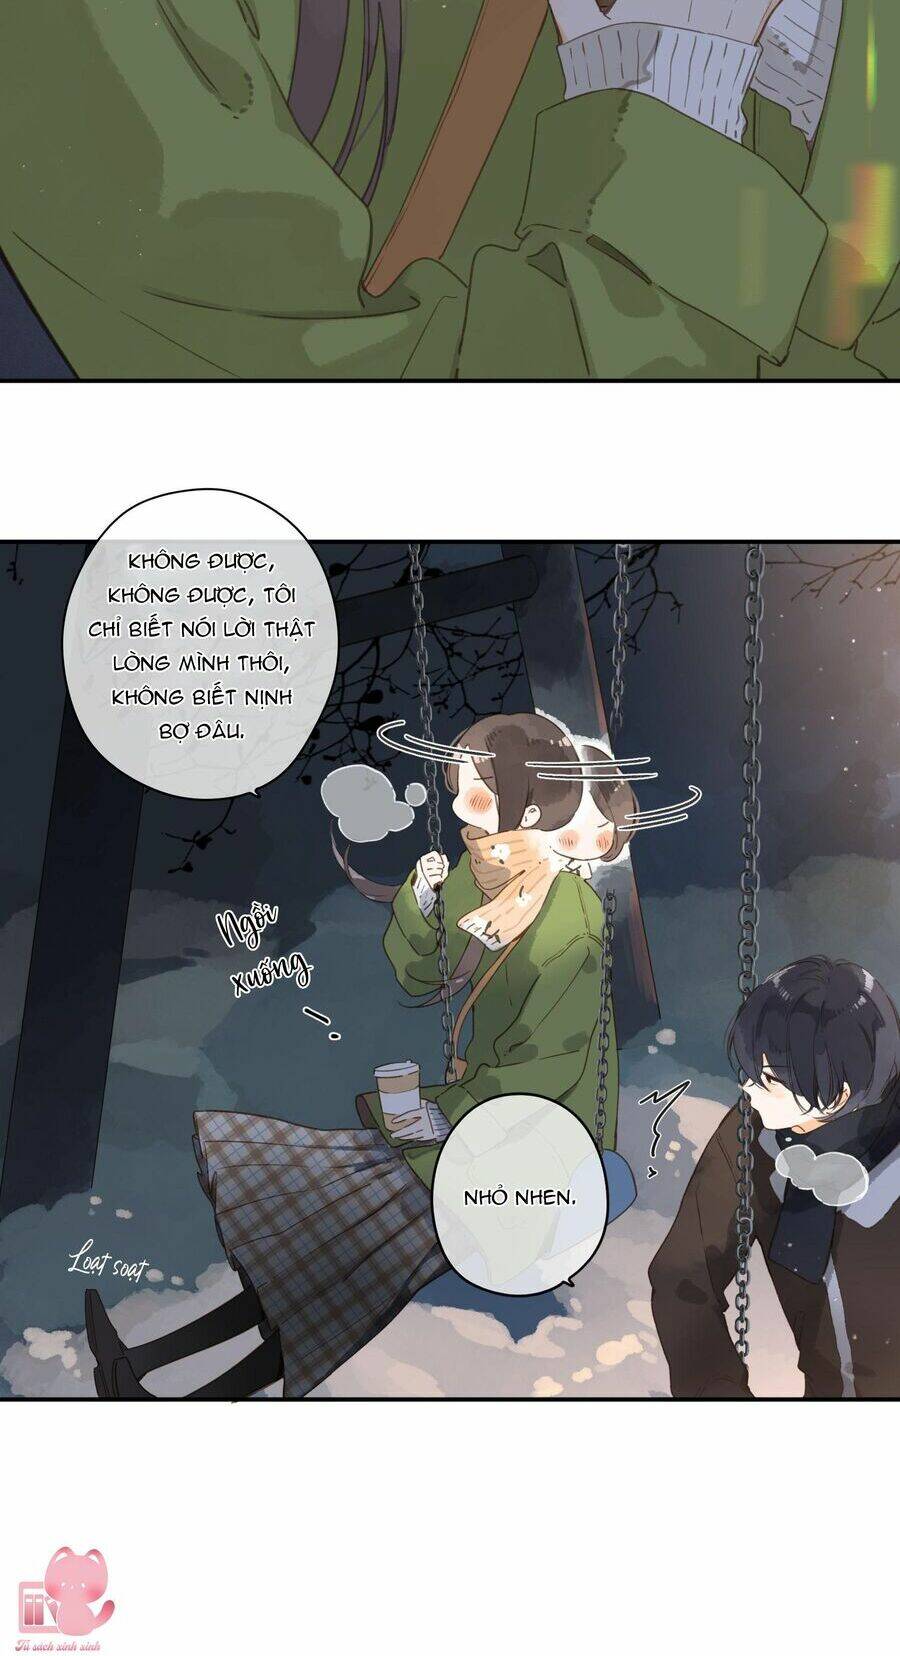 KHÔNG ĐƯỢC,
KHÔNG ĐƯỢC, TÔI
CHỈ BIẾT NÓI LỜI THẬT
LÒNG MÌNH THÔI,
KHÔNG BIẾT NỊNH
BỢ ĐÂU.
Ngồi
xuống
NHỎ NHEN.
Loạt soạt
Tủ sách xinh xinh